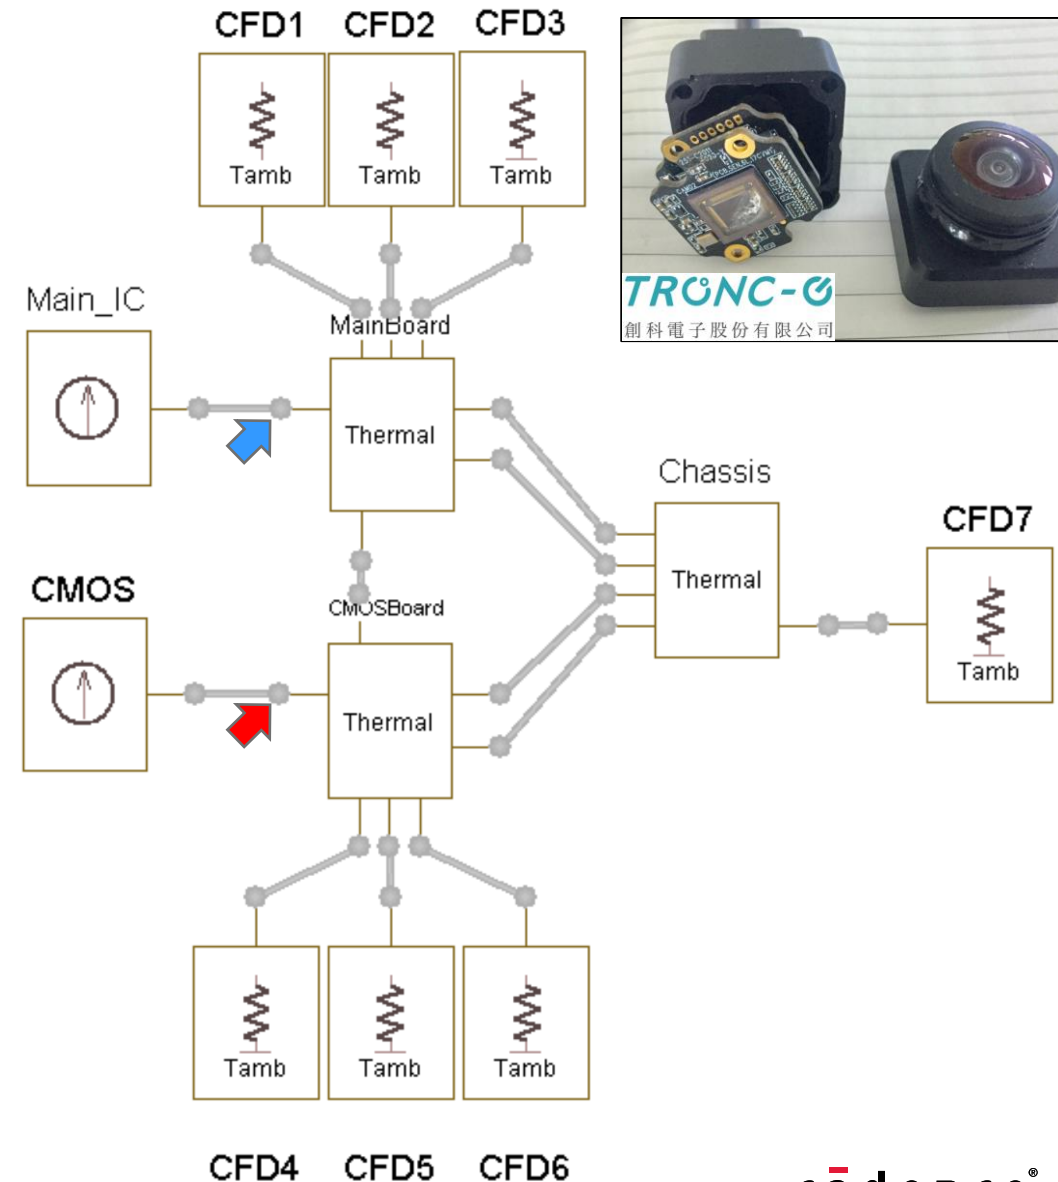 CFD1 CFD2 CFD3
Tamb Tamb Tamb
TRONC-e
創科電子股份有限公司
Main_IC
MainBoard
Thermal
Chassis
Thermal
CFD7
Tamb
CMOS
CMOSBoard
Thermal
Tamb Tamb Tamb
CFD4 CFD5 CFD6
cadence®